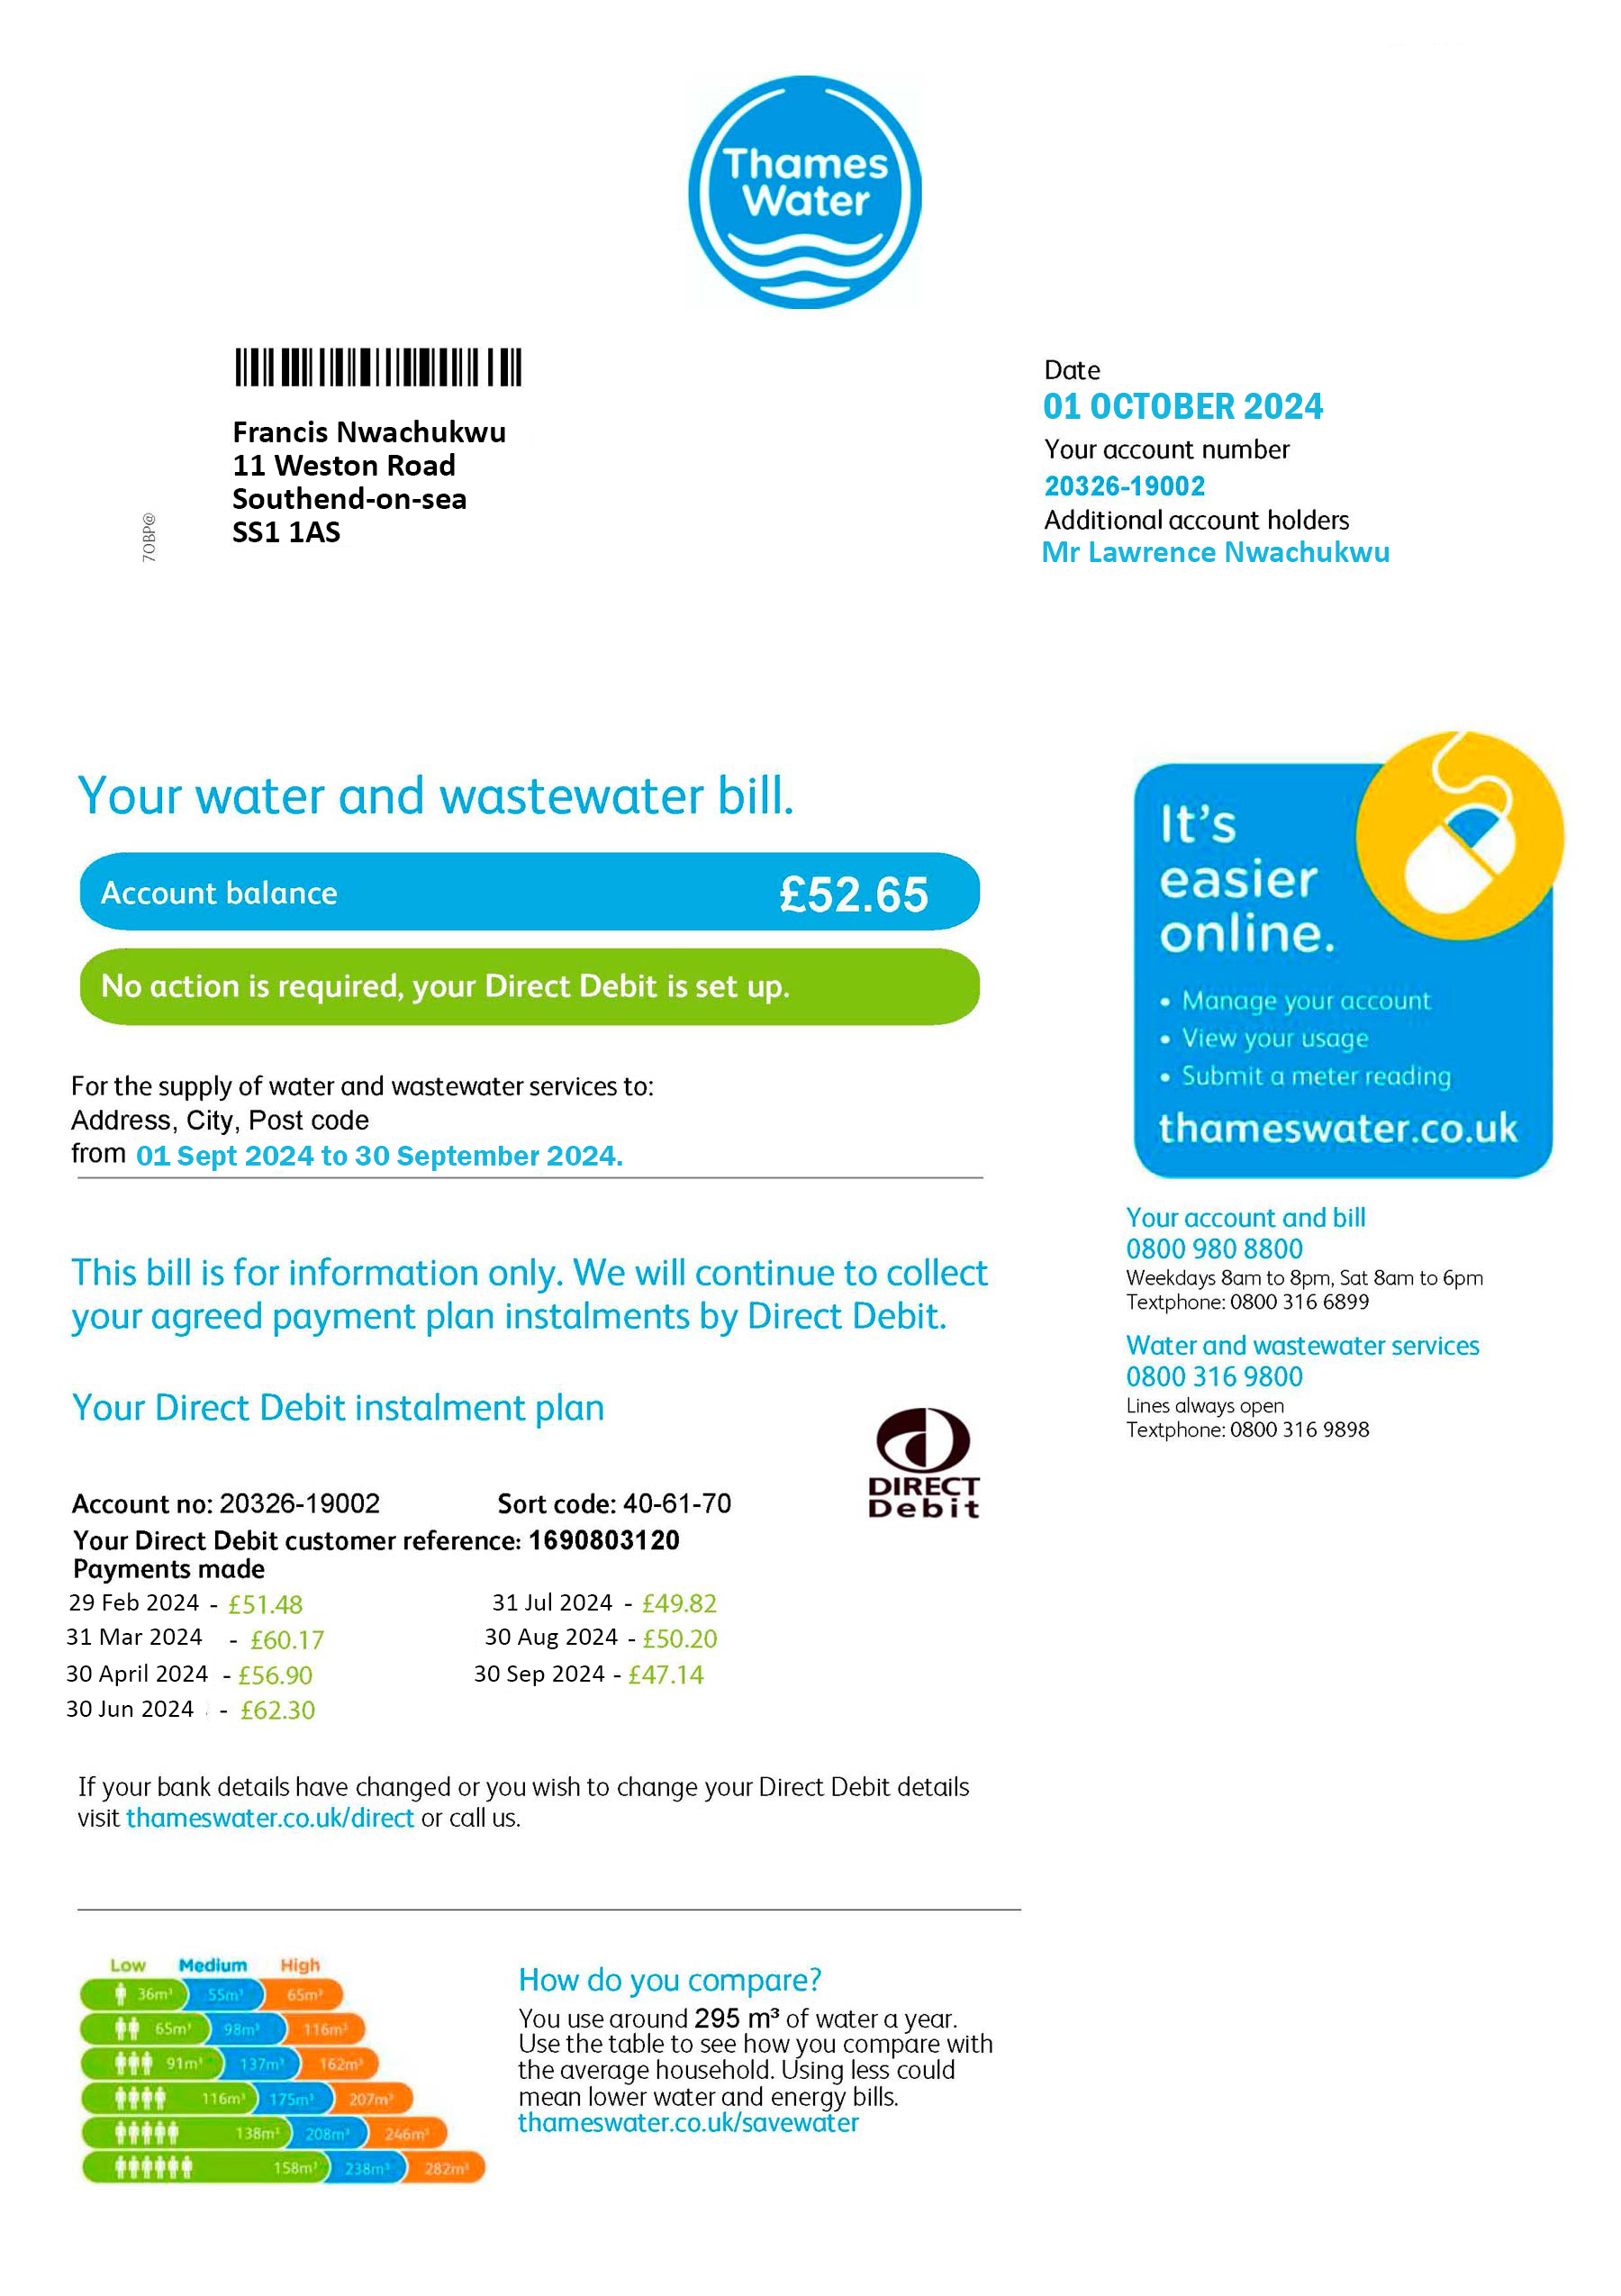 Thames
Water
Francis Nwachukwu
11 Weston Road
Southend-on-sea
SS1 1AS
7OBP@
Date
01 OCTOBER 2024
Your account number
20326-19002
Additional account holders
Mr Lawrence Nwachukwu
Your water and wastewater bill.
Account balance £52.65
No action is required, your Direct Debit is set up.
For the supply of water and wastewater services to:
Address, City, Post code
from 01 Sept 2024 to 30 September 2024.
It's
easier
online.
• Manage your account
• View your usage
• Submit a meter reading
thameswater.co.uk
Your account and bill
0800 980 8800
Weekdays 8am to 8pm, Sat 8am to 6pm
Textphone: 0800 316 6899
Water and wastewater services
0800 316 9800
Lines always open
Textphone: 0800 316 9898
This bill is for information only. We will continue to collect
your agreed payment plan instalments by Direct Debit.
Your Direct Debit instalment plan
DIRECT
Debit
Account no: 20326-19002 Sort code: 40-61-70
Your Direct Debit customer reference: 1690803120
Payments made
29 Feb 2024 - £51.48 31 Jul 2024 - £49.82
31 Mar 2024 - £60.17 30 Aug 2024 - £50.20
30 April 2024 - £56.90 30 Sep 2024 - £47.14
30 Jun 2024 - £62.30
If your bank details have changed or you wish to change your Direct Debit details
visit thameswater.co.uk/direct or call us.
Low Medium High
36m³ 55m³ 65m³
65m³ 98m³ 116m³
91m³ 137m³ 162m³
116m³ 175m³ 207m³
138m³ 208m³ 246m³
158m³ 238m³ 282m³
How do you compare?
You use around 295 m³ of water a year.
Use the table to see how you compare with
the average household. Using less could
mean lower water and energy bills.
thameswater.co.uk/savewater